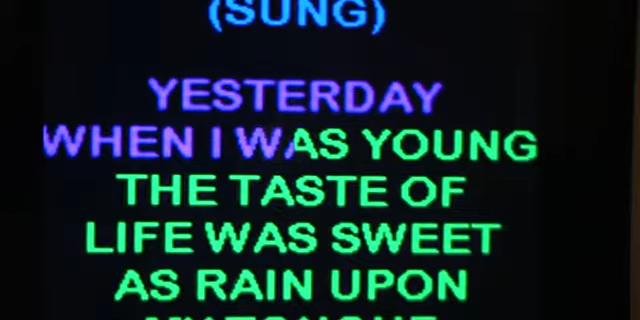 (SUNG)
YESTERDAY
WHEN I WAS YOUNG
THE TASTE OF
LIFE WAS SWEET
AS RAIN UPON